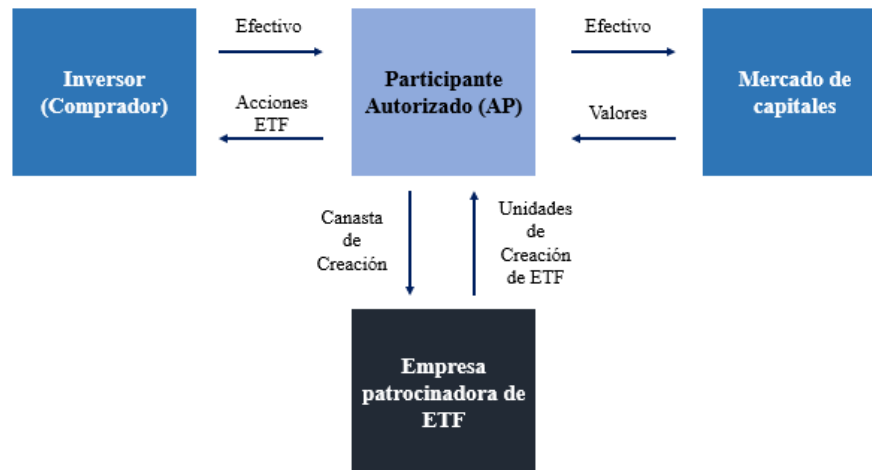 Efectivo
Efectivo
Inversor
(Comprador)
Participante
Autorizado (AP)
Mercado de
capitales
Acciones
ETF
Valores
Canasta
de
Creación
Unidades
de
Creación
de ETF
Empresa
patrocinadora de
ETF